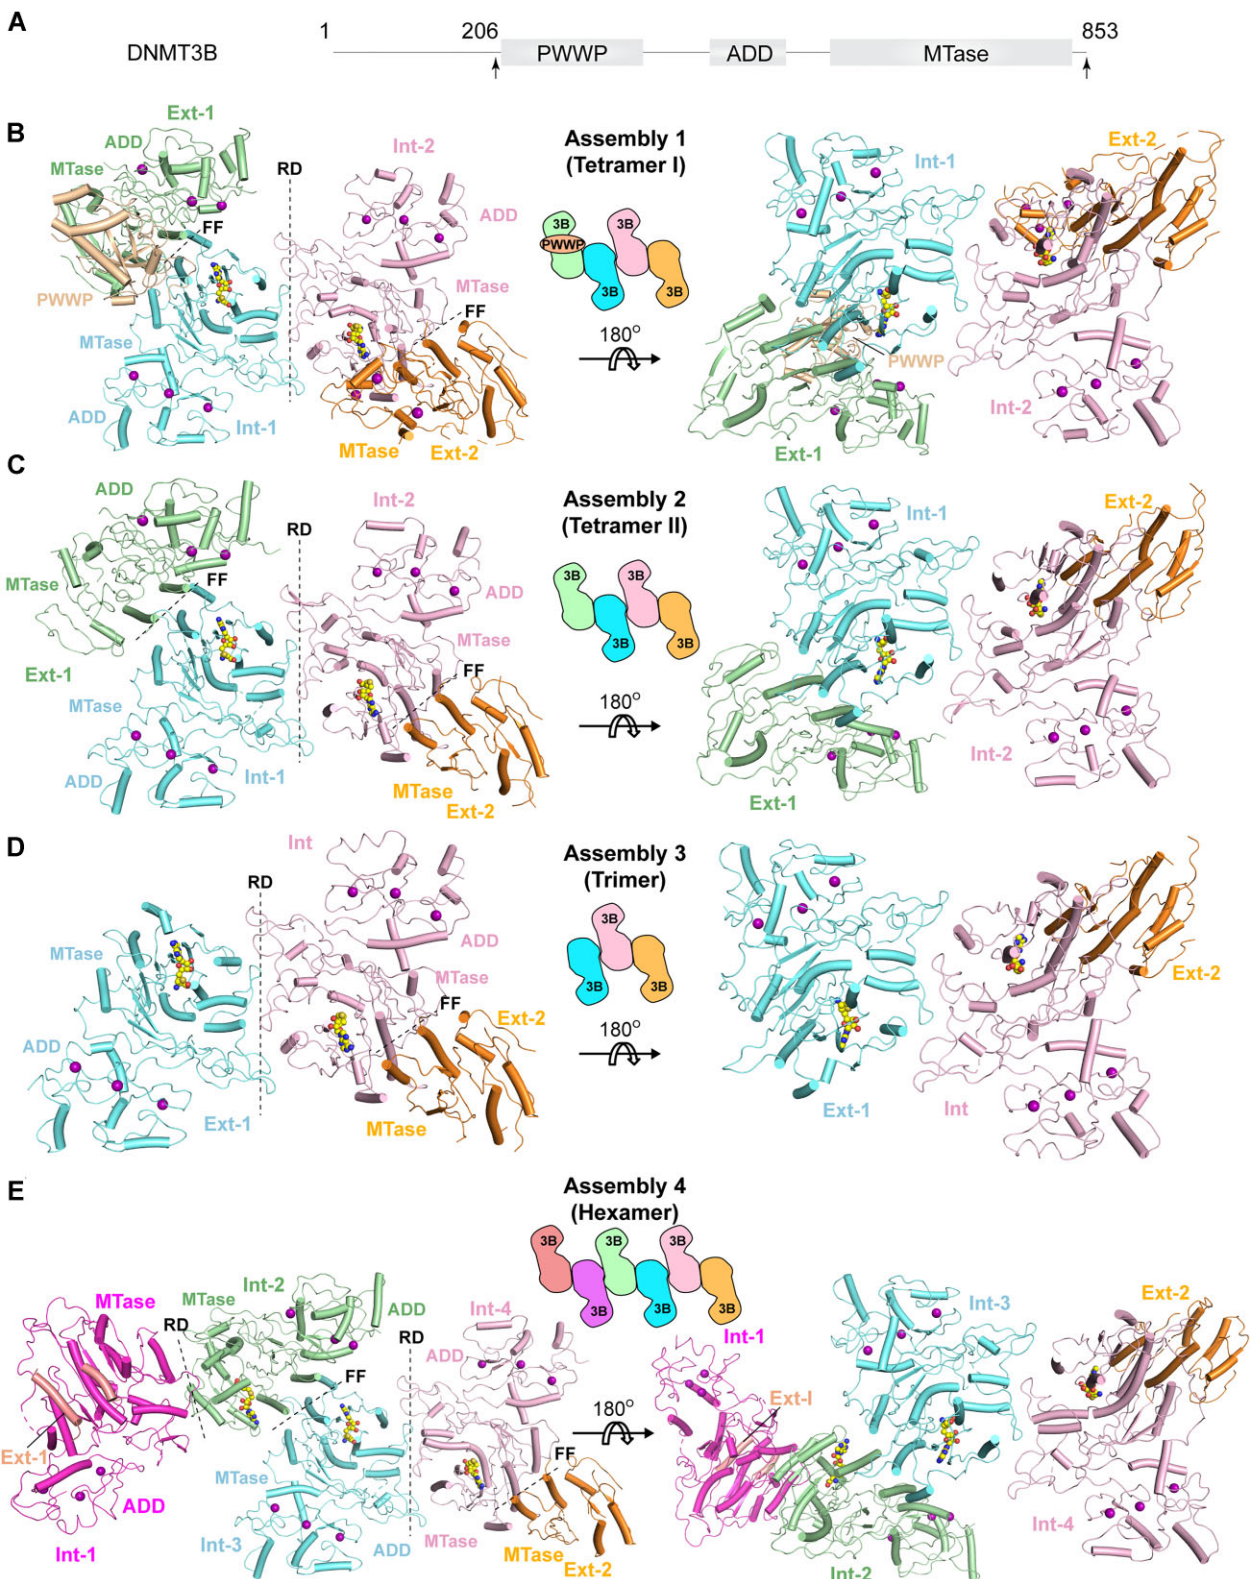 A
DNMT3B
1
206
853
PWWP
ADD
MTase
B
Ext-1
ADD
MTase
RD
Int-2
FF
ADD
PWWP
MTase
FF
MTase
ADD
Int-1
MTase
Ext-2
Assembly 1
(Tetramer I)
3B
PWWP
3B
3B
3B
180°
Int-1
Ext-2
PWWP
Int-2
Ext-1
C
ADD
Int-2
RD
MTase
FF
ADD
MTase
Ext-1
FF
MTase
ADD
Int-1
MTase
Ext-2
Assembly 2
(Tetramer II)
3B
3B
3B
3B
180°
Int-1
Ext-2
Int-2
Ext-1
D
Int
RD
MTase
ADD
MTase
FF
Ext-2
ADD
Ext-1
MTase
Assembly 3
(Trimer)
3B
3B
3B
180°
Ext-2
Ext-1
Int
E
Assembly 4
(Hexamer)
3B
3B
3B
3B
3B
3B
MTase
Int-2
MTase
RD
ADD
RD
Int-4
ADD
FF
FF
Ext-1
MTase
ADD
Int-1
Int-3
ADD
MTase
MTase
Ext-2
180°
Int-1
Ext-I
Int-3
Ext-2
Int-4
Int-2